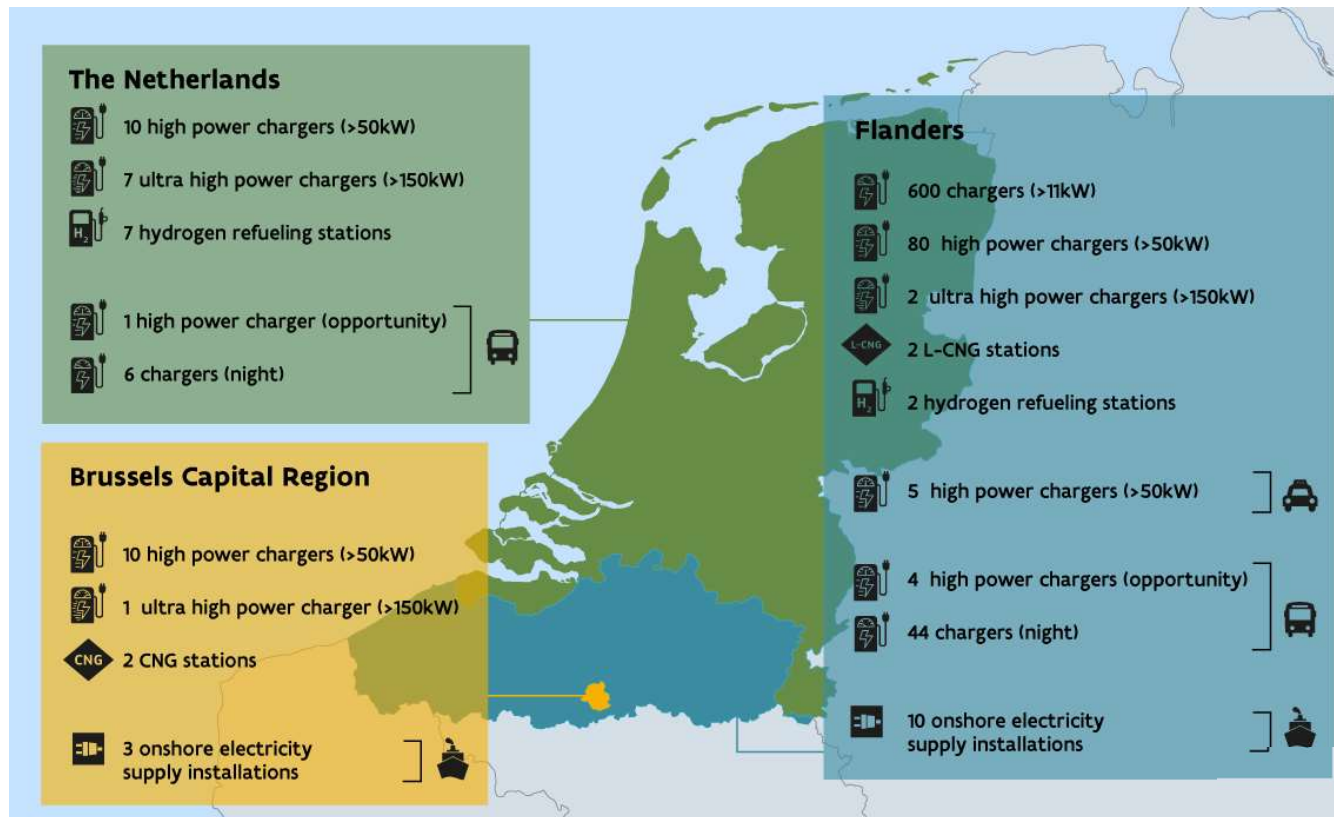 The Netherlands
10 high power chargers (>50kW)
7 ultra high power chargers (>150kW)
H2
7 hydrogen refueling stations
1 high power charger (opportunity)
6 chargers (night)
Brussels Capital Region
10 high power chargers (>50kW)
1 ultra high power charger (>150kW)
CNG
2 CNG stations
3 onshore electricity
supply installations
Flanders
600 chargers (>11kW)
80 high power chargers (>50kW)
2 ultra high power chargers (>150kW)
L-CNG
2 L-CNG stations
H2
2 hydrogen refueling stations
5 high power chargers (>50kW)
4 high power chargers (opportunity)
44 chargers (night)
10 onshore electricity
supply installations